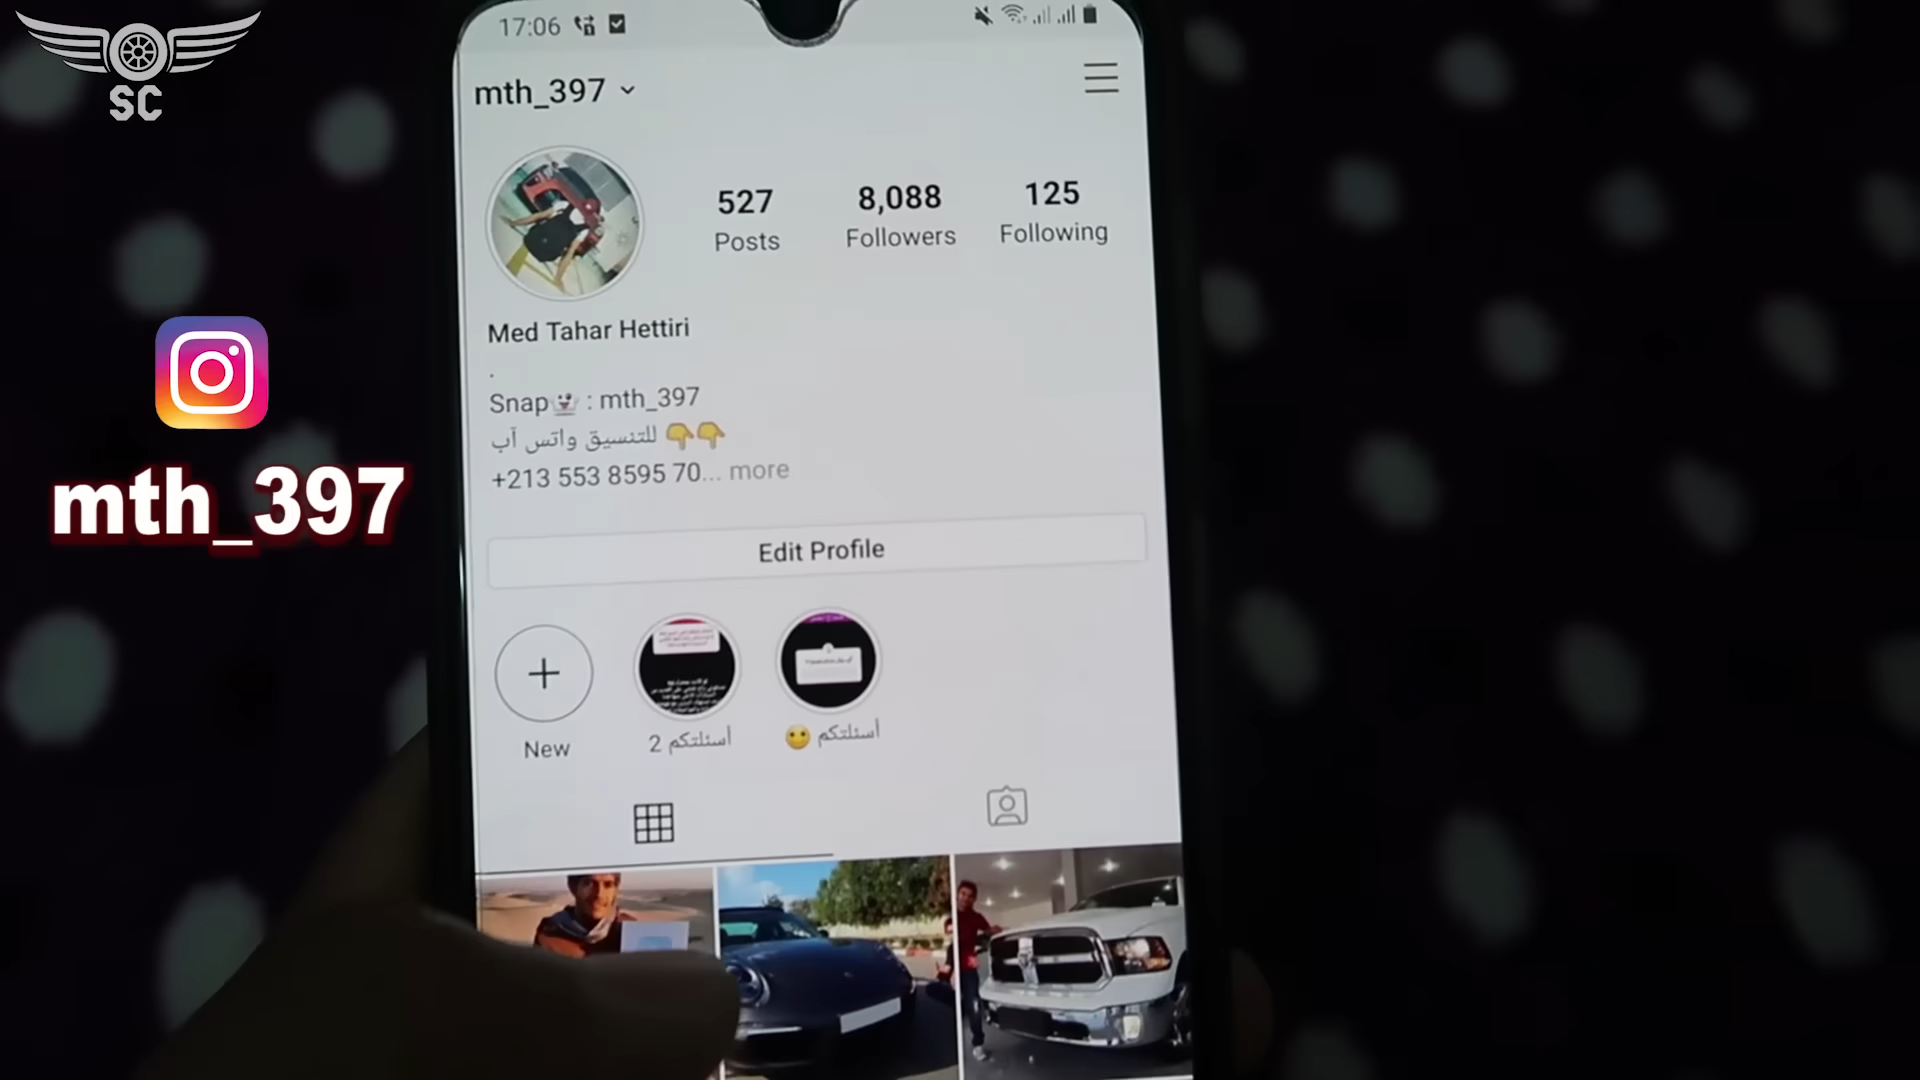 SC
17:06
mth_397
527
Posts
8,088
Followers
125
Following
Med Tahar Hettiri
.
Snap👻 : mth_397
للتنسيق واتس آب 👇👇
+213 553 8595 70... more
Edit Profile
New
أسئلتكم 2
أسئلتكم 😶
mth_397